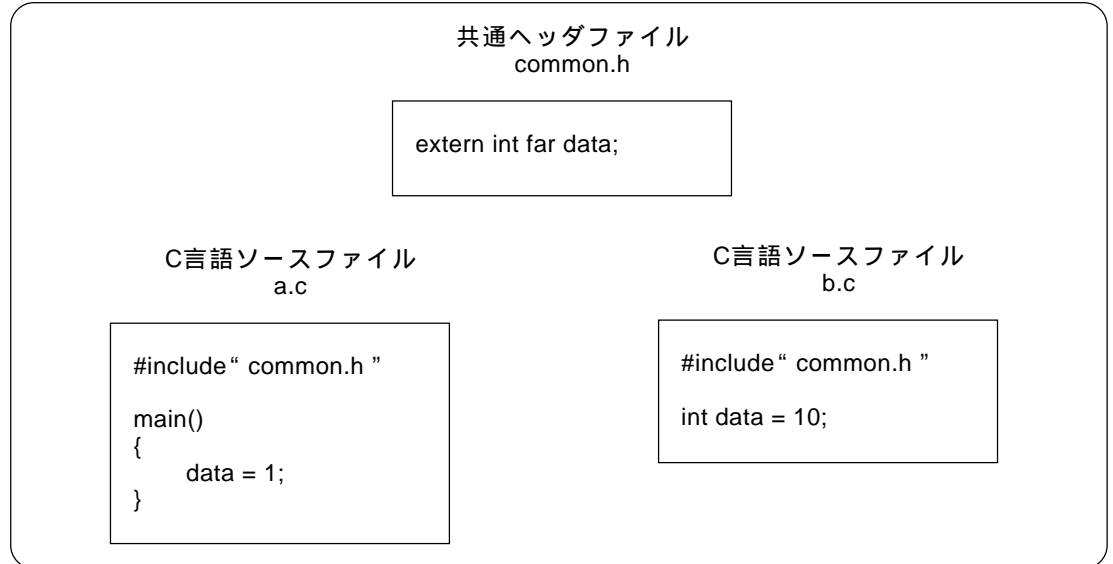 共通ヘッダファイル
common.h
extern int far data;
C言語ソースファイル
a.c
#include“ common.h ”
main()
{
data = 1;
}
C言語ソースファイル
b.c
#include“ common.h ”
int data = 10;